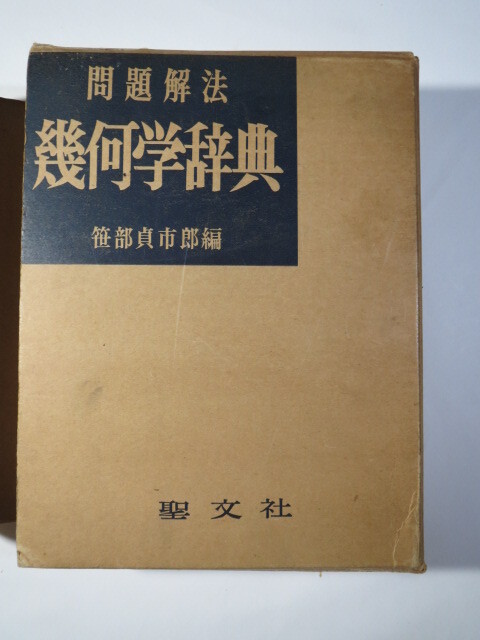 問題解法
幾何学辞典
笹部貞市郎編
聖文社